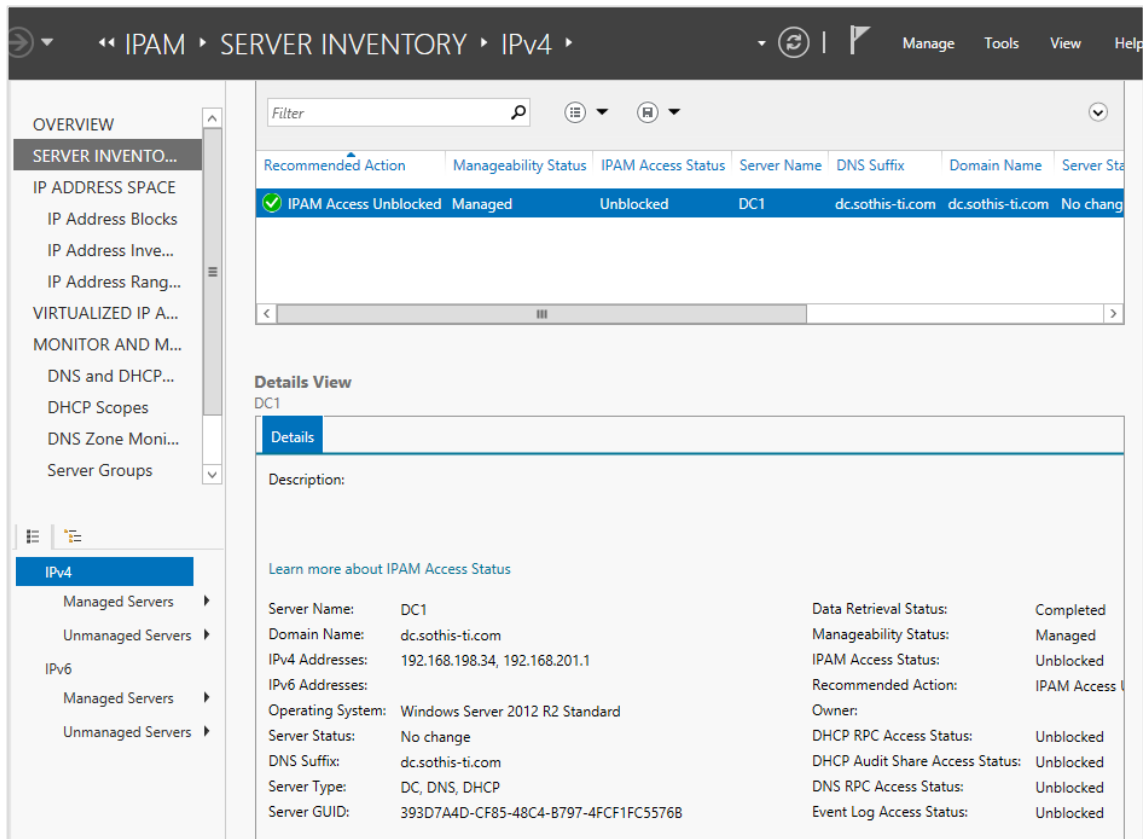 IPAM ▸ SERVER INVENTORY ▸ IPv4 ▸
Manage Tools View Help
OVERVIEW
SERVER INVENTO...
IP ADDRESS SPACE
IP Address Blocks
IP Address Inve...
IP Address Rang...
VIRTUALIZED IP A...
MONITOR AND M...
DNS and DHCP...
DHCP Scopes
DNS Zone Moni...
Server Groups
IPv4
Managed Servers
Unmanaged Servers
IPv6
Managed Servers
Unmanaged Servers
Filter
Recommended Action Manageability Status IPAM Access Status Server Name DNS Suffix Domain Name Server Sta
IPAM Access Unblocked Managed Unblocked DC1 dc.sothis-ti.com dc.sothis-ti.com No chang
Details View
DC1
Details
Description:
Learn more about IPAM Access Status
Server Name: DC1
Domain Name: dc.sothis-ti.com
IPv4 Addresses: 192.168.198.34, 192.168.201.1
IPv6 Addresses:
Operating System: Windows Server 2012 R2 Standard
Server Status: No change
DNS Suffix: dc.sothis-ti.com
Server Type: DC, DNS, DHCP
Server GUID: 393D7A4D-CF85-48C4-B797-4FCF1FC5576B
Data Retrieval Status: Completed
Manageability Status: Managed
IPAM Access Status: Unblocked
Recommended Action: IPAM Access U
Owner:
DHCP RPC Access Status: Unblocked
DHCP Audit Share Access Status: Unblocked
DNS RPC Access Status: Unblocked
Event Log Access Status: Unblocked